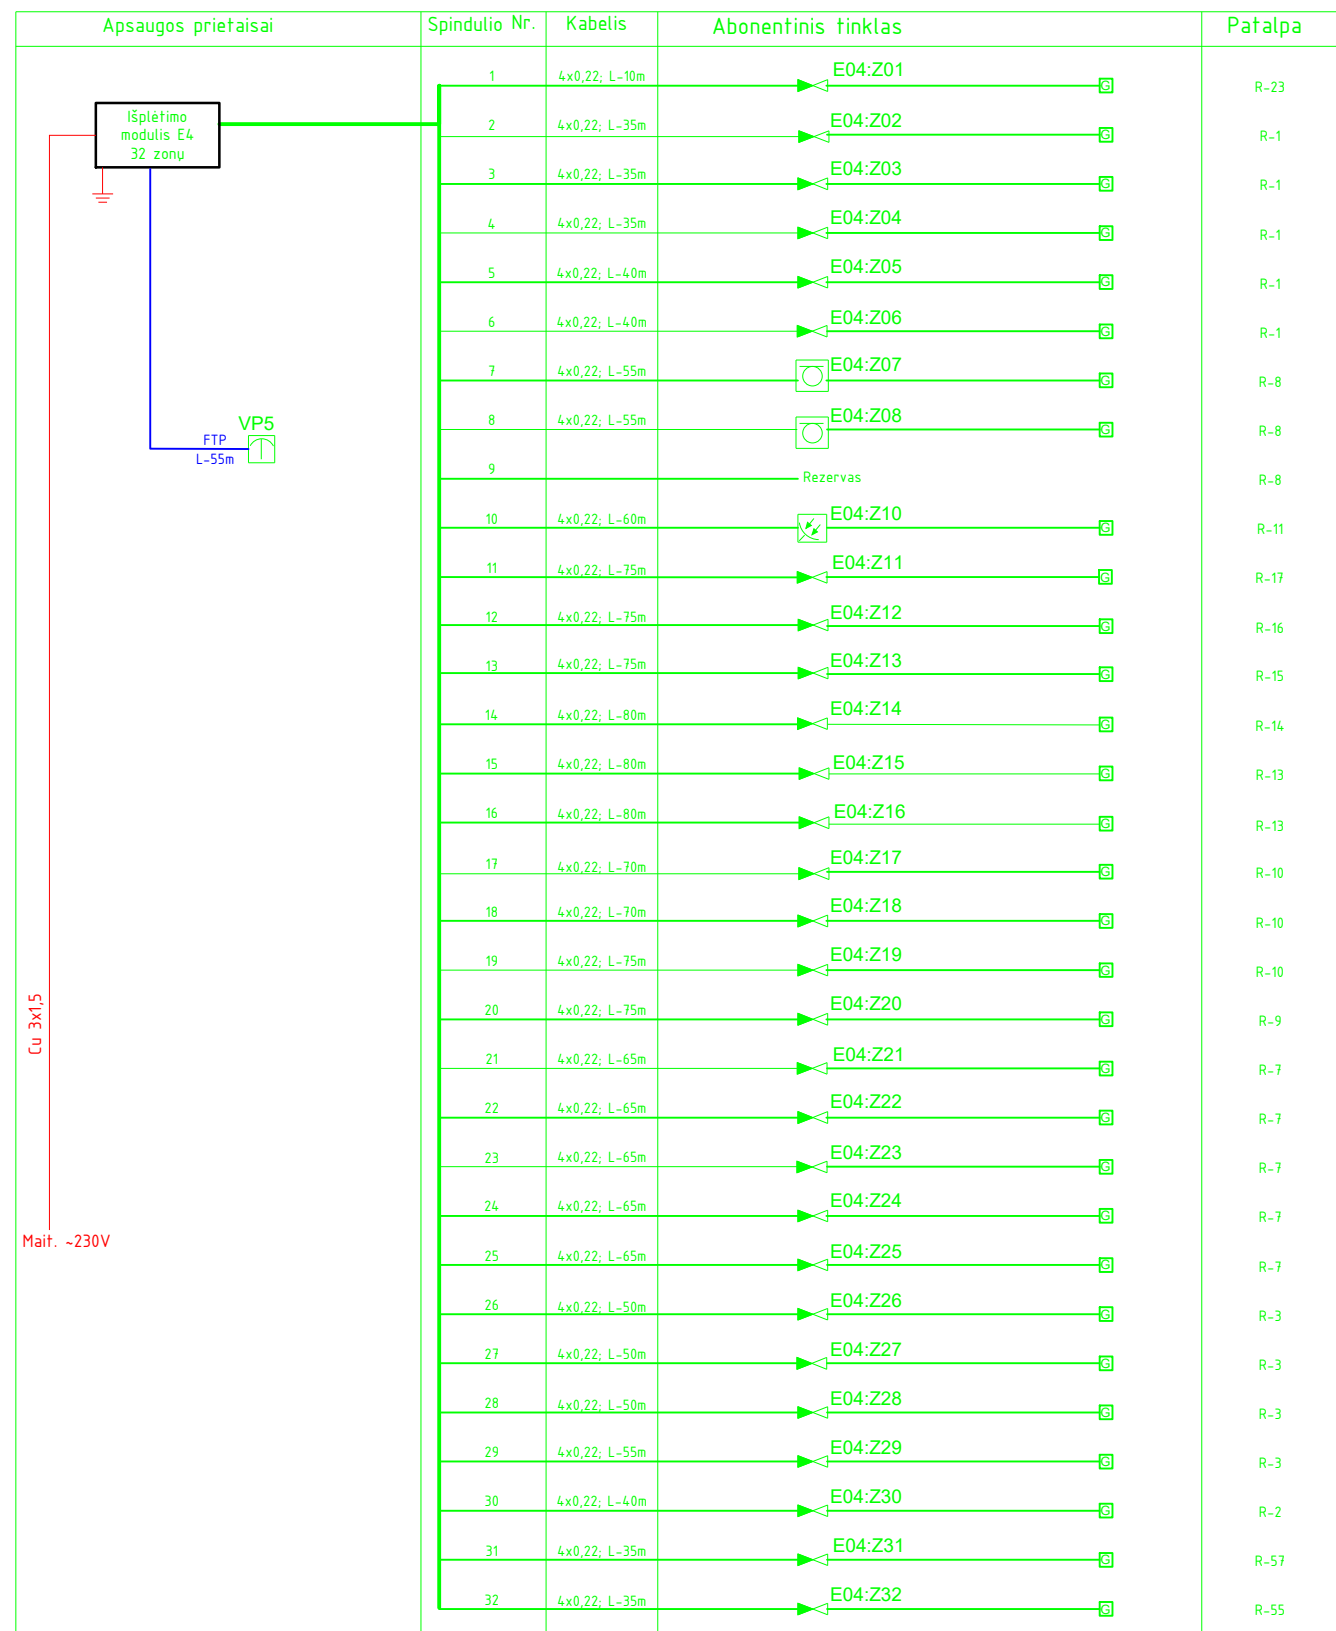 Apsaugos prietaisai Spindulio Nr. Kabelis Abonentinis tinklas Patalpa
Išplėtimo
modulis E4
32 zonų
VP5
FTP
L-55m
Cu 3x1,5
Mait. ~230V
1 4x0,22; L-10m E04:Z01 G R-23
2 4x0,22; L-35m E04:Z02 G R-1
3 4x0,22; L-35m E04:Z03 G R-1
4 4x0,22; L-35m E04:Z04 G R-1
5 4x0,22; L-40m E04:Z05 G R-1
6 4x0,22; L-40m E04:Z06 G R-1
7 4x0,22; L-55m E04:Z07 G R-8
8 4x0,22; L-55m E04:Z08 G R-8
9 Rezervas R-8
10 4x0,22; L-60m E04:Z10 G R-11
11 4x0,22; L-75m E04:Z11 G R-17
12 4x0,22; L-75m E04:Z12 G R-16
13 4x0,22; L-75m E04:Z13 G R-15
14 4x0,22; L-80m E04:Z14 G R-14
15 4x0,22; L-80m E04:Z15 G R-13
16 4x0,22; L-80m E04:Z16 G R-13
17 4x0,22; L-70m E04:Z17 G R-10
18 4x0,22; L-70m E04:Z18 G R-10
19 4x0,22; L-75m E04:Z19 G R-10
20 4x0,22; L-75m E04:Z20 G R-9
21 4x0,22; L-65m E04:Z21 G R-7
22 4x0,22; L-65m E04:Z22 G R-7
23 4x0,22; L-65m E04:Z23 G R-7
24 4x0,22; L-65m E04:Z24 G R-7
25 4x0,22; L-65m E04:Z25 G R-7
26 4x0,22; L-50m E04:Z26 G R-3
27 4x0,22; L-50m E04:Z27 G R-3
28 4x0,22; L-50m E04:Z28 G R-3
29 4x0,22; L-55m E04:Z29 G R-3
30 4x0,22; L-40m E04:Z30 G R-2
31 4x0,22; L-35m E04:Z31 G R-57
32 4x0,22; L-35m E04:Z32 G R-55